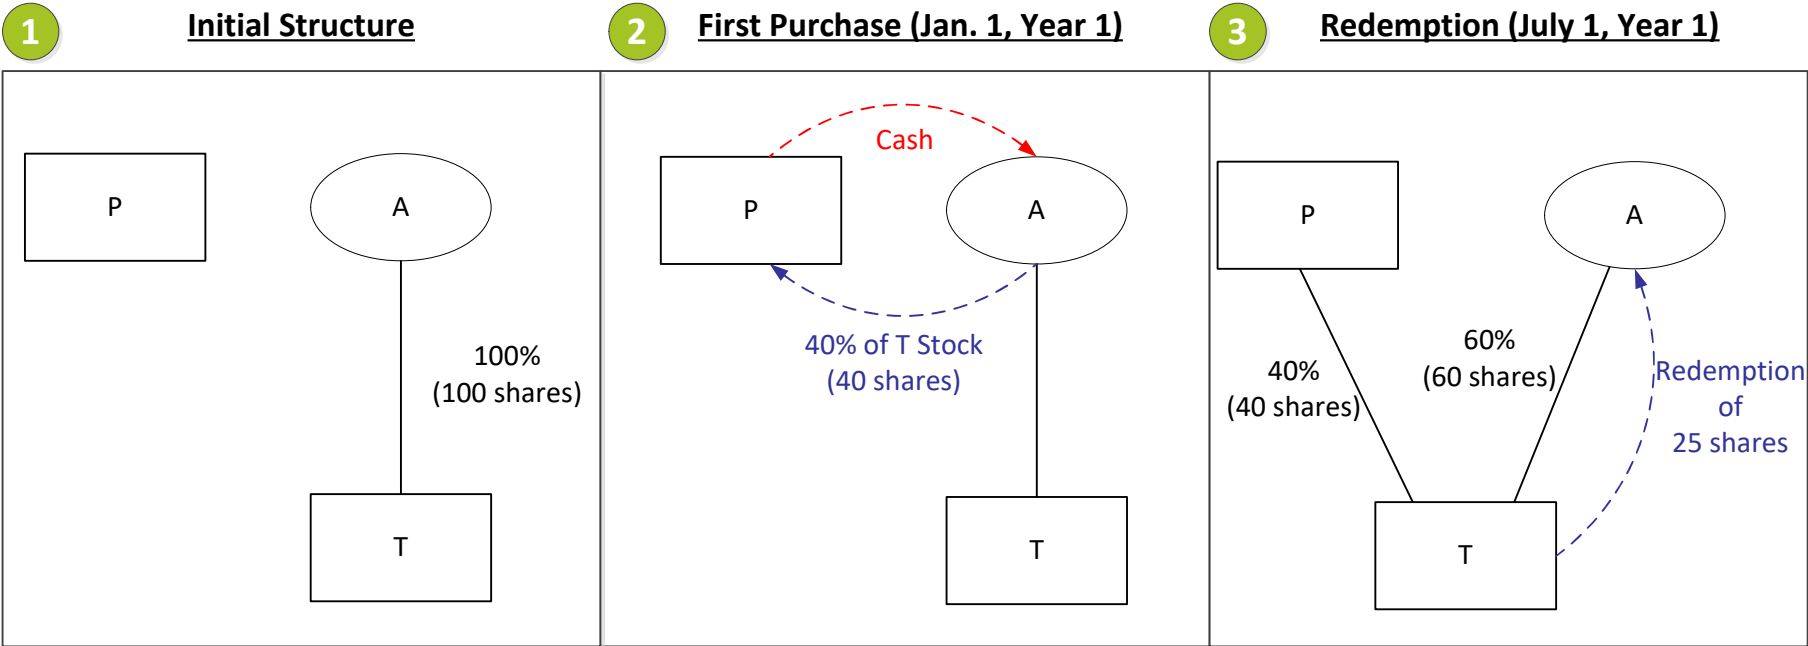 1
Initial Structure
2
First Purchase (Jan. 1, Year 1)
3
Redemption (July 1, Year 1)
P
A
100%
(100 shares)
T
Cash
P
A
40% of T Stock
(40 shares)
T
P
A
40%
(40 shares)
60%
(60 shares)
Redemption
of
25 shares
T